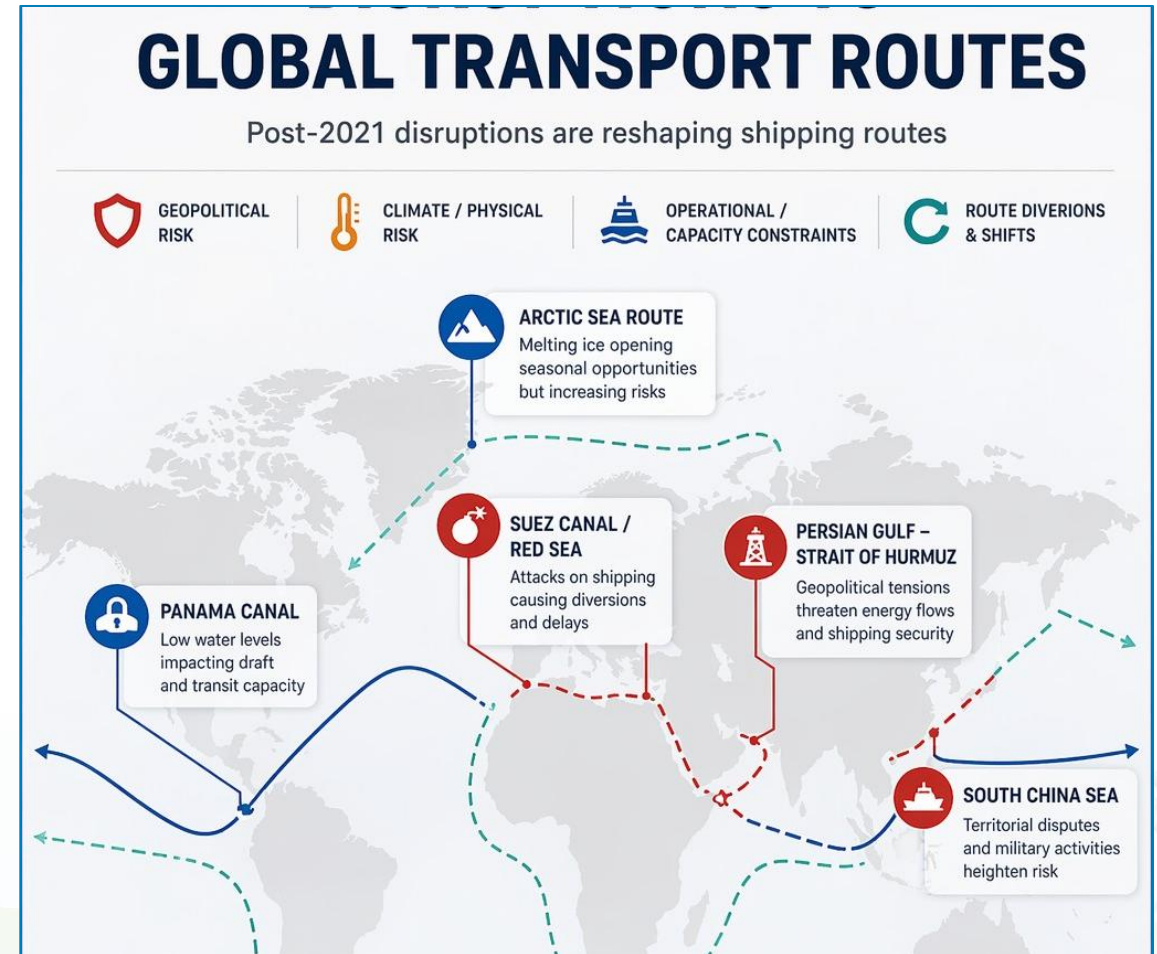 GLOBAL TRANSPORT ROUTES
Post-2021 disruptions are reshaping shipping routes
GEOPOLITICAL
RISK
CLIMATE / PHYSICAL
RISK
OPERATIONAL /
CAPACITY CONSTRAINTS
ROUTE DIVERIONS
& SHIFTS
ARCTIC SEA ROUTE
Melting ice opening
seasonal opportunities
but increasing risks
SUEZ CANAL /
RED SEA
Attacks on shipping
causing diversions
and delays
PERSIAN GULF –
STRAIT OF HURMUZ
Geopolitical tensions
threaten energy flows
and shipping security
PANAMA CANAL
Low water levels
impacting draft
and transit capacity
SOUTH CHINA SEA
Territorial disputes
and military activities
heighten risk